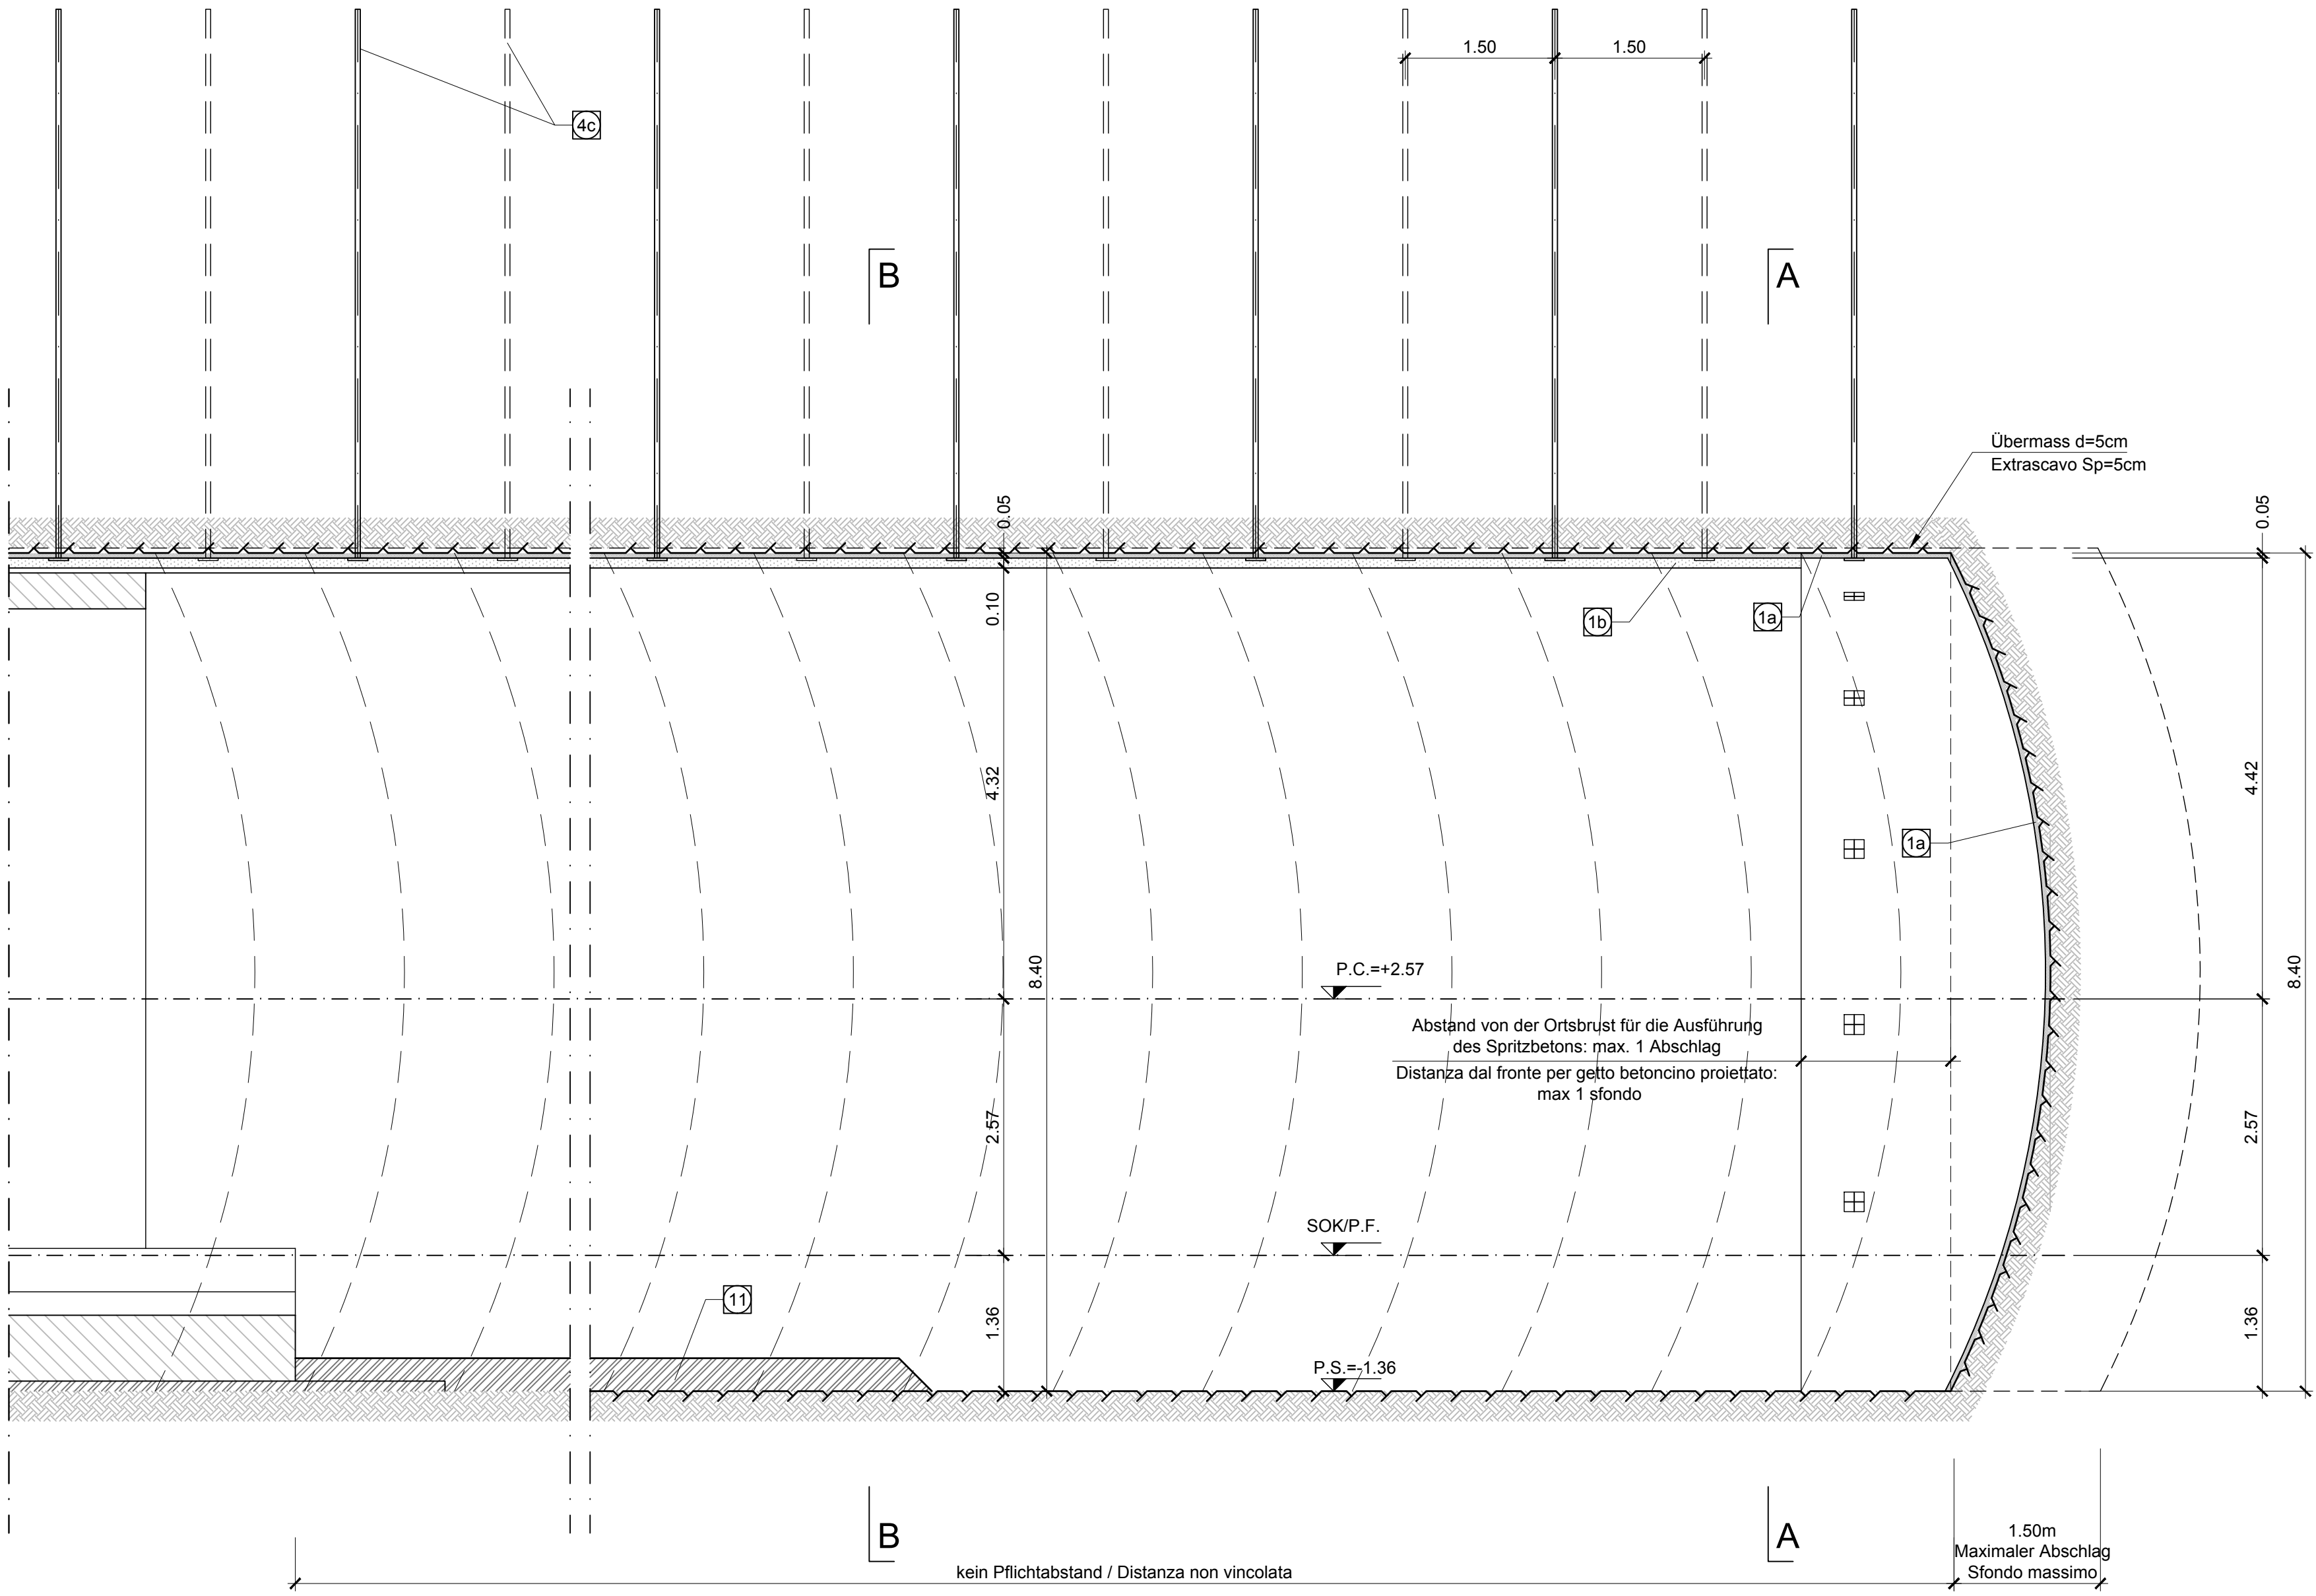 1.50
1.50
4c
B
A
Übermass d=5cm
Extrascavo Sp=5cm
0.05
0.05
0.10
1b
1a
4.32
4.42
1a
8.40
8.40
P.C.=+2.57
Abstand von der Ortsbrust für die Ausführung
des Spritzbetons: max. 1 Abschlag
Distanza dal fronte per getto betoncino proiettato:
max 1 sfondo
2.57
2.57
SOK/P.F.
11
1.36
1.36
P.S.=-1.36
B
A
1.50m
Maximaler Abschlag
Sfondo massimo
kein Pflichtabstand / Distanza non vincolata